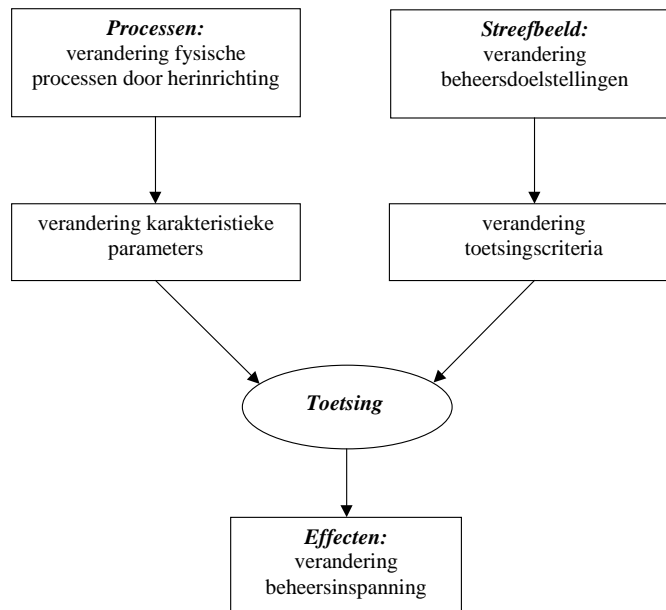 Processen:
verandering fysische
processen door herinrichting
Streefbeeld:
verandering
beheersdoelstellingen
verandering karakteristieke
parameters
verandering
toetsingscriteria
Toetsing
Effecten:
verandering
beheersinspanning